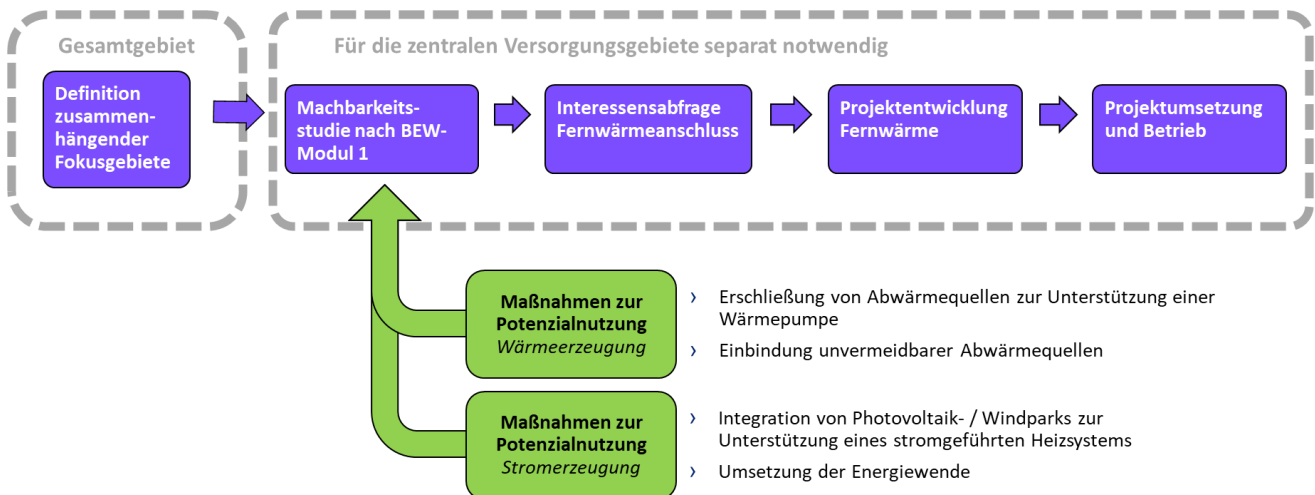 Gesamtgebiet
Für die zentralen Versorgungsgebiete separat notwendig
Definition
zusammen-
hängender
Fokusgebiete
Machbarkeits-
studie nach BEW-
Modul 1
Interessensabfrage
Fernwärmeanschluss
Projektentwicklung
Fernwärme
Projektumsetzung
und Betrieb
Maßnahmen zur
Potenzialnutzung
Wärmeerzeugung
› Erschließung von Abwärmequellen zur Unterstützung einer
Wärmepumpe
› Einbindung unvermeidbarer Abwärmequellen
Maßnahmen zur
Potenzialnutzung
Stromerzeugung
› Integration von Photovoltaik- / Windparks zur
Unterstützung eines stromgeführten Heizsystems
› Umsetzung der Energiewende